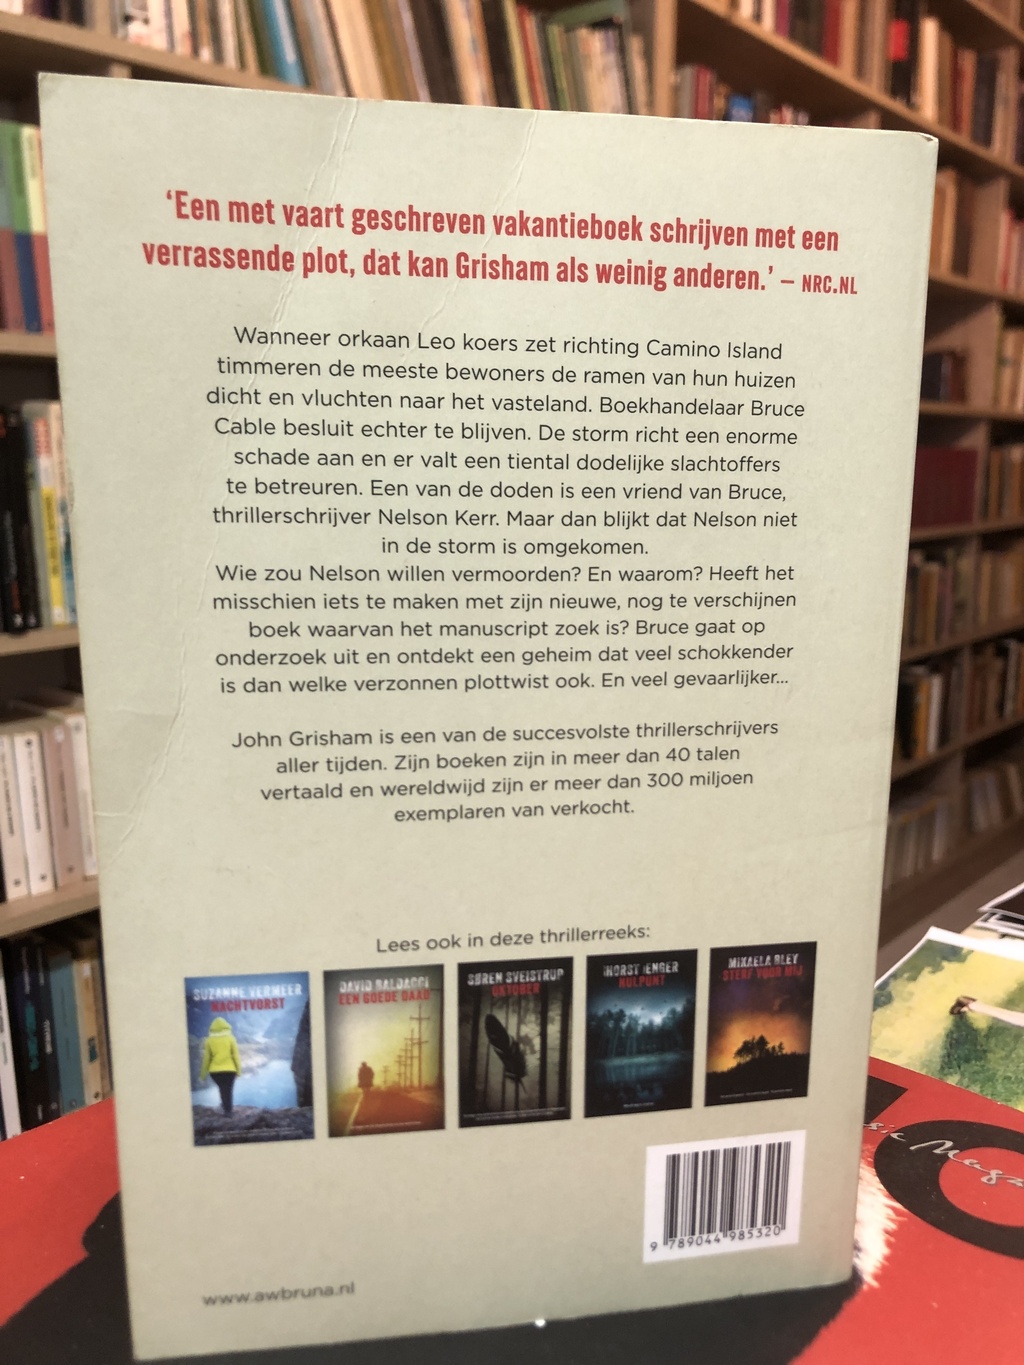 ‘Een met vaart geschreven vakantieboek schrijven met een
verrassende plot, dat kan Grisham als weinig anderen.’ – NRC.NL
Wanneer orkaan Leo koers zet richting Camino Island
timmeren de meeste bewoners de ramen van hun huizen
dicht en vluchten naar het vasteland. Boekhandelaar Bruce
Cable besluit echter te blijven. De storm richt een enorme
schade aan en er valt een tiental dodelijke slachtoffers
te betreuren. Een van de doden is een vriend van Bruce,
thrillerschrijver Nelson Kerr. Maar dan blijkt dat Nelson niet
in de storm is omgekomen.
Wie zou Nelson willen vermoorden? En waarom? Heeft het
misschien iets te maken met zijn nieuwe, nog te verschijnen
boek waarvan het manuscript zoek is? Bruce gaat op
onderzoek uit en ontdekt een geheim dat veel schokkender
is dan welke verzonnen plottwist ook. En veel gevaarlijker...
John Grisham is een van de succesvolste thrillerschrijvers
aller tijden. Zijn boeken zijn in meer dan 40 talen
vertaald en wereldwijd zijn er meer dan 300 miljoen
exemplaren van verkocht.
Lees ook in deze thrillerreeks:
SUZANNE VERMEER
NACHTVORST
DAVID BALDACCI
EEN GOEDE DAAD
SØREN SVEISTRUP
OKTOBER
HORST ENGER
NULPUNT
MIKAELA BLEY
STERF VOOR MIJ
9 789044 985320
www.awbruna.nl